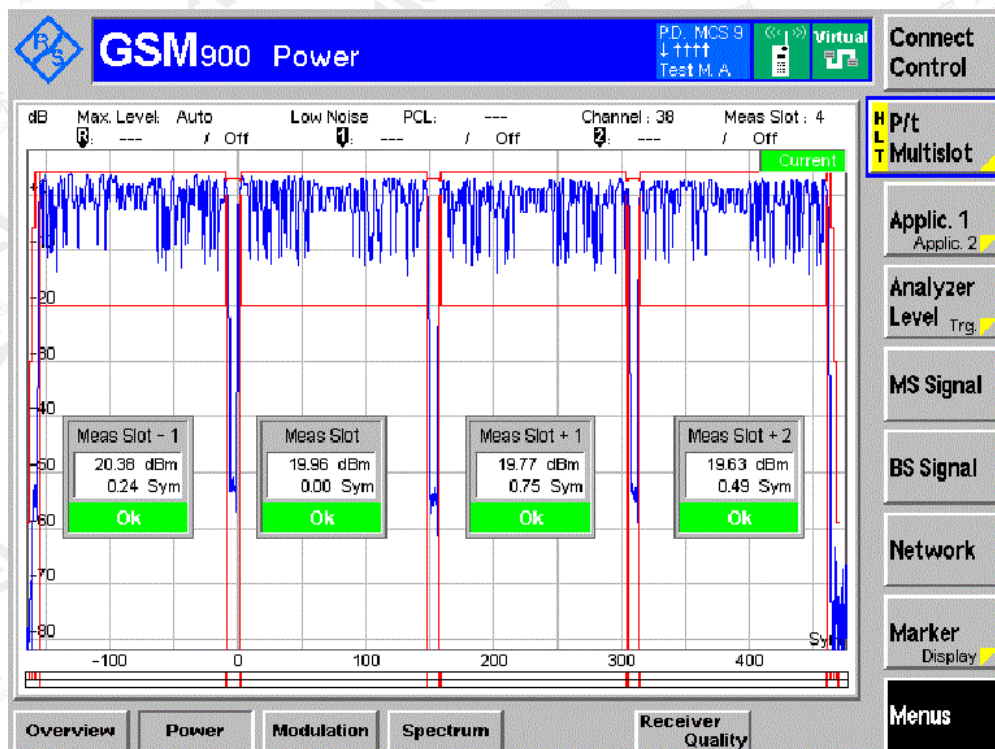 R S
GSM900 Power
P.D. MCS 9
↓ ↑↑↑↑
Test M. A.
Virtual
Connect Control
dB Max. Level: Auto Low Noise PCL: --- Channel : 38 Meas Slot : 4
R: --- / Off 1: --- / Off 2: --- / Off
Current
HLT P/t Multislot
Applic. 1
Applic. 2
Analyzer Level Trg.
MS Signal
BS Signal
Network
Marker
Display
Menus
-20
-30
-40
-50
-60
-70
-80
Meas Slot - 1
20.38 dBm
0.24 Sym
Ok
Meas Slot
19.96 dBm
0.00 Sym
Ok
Meas Slot + 1
19.77 dBm
0.75 Sym
Ok
Meas Slot + 2
19.63 dBm
0.49 Sym
Ok
-100 0 100 200 300 400
Overview Power Modulation Spectrum Receiver Quality